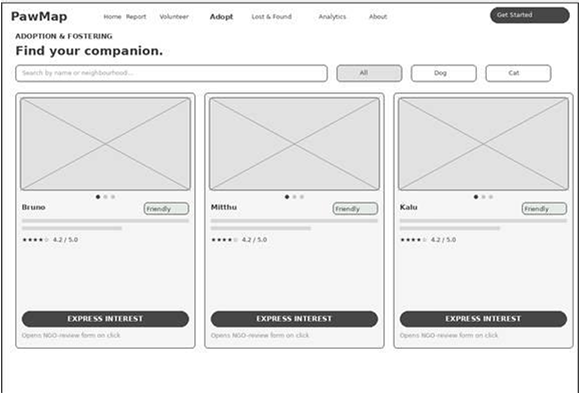 PawMap Home Report Volunteer Adopt Lost & Found Analytics About Get Started
ADOPTION & FOSTERING
Find your companion.
Search by name or neighbourhood... All Dog Cat
Bruno Friendly
★★★★☆ 4.2 / 5.0
EXPRESS INTEREST
Opens NGO-review form on click
Mitthu Friendly
★★★★☆ 4.2 / 5.0
EXPRESS INTEREST
Opens NGO-review form on click
Kalu Friendly
★★★★☆ 4.2 / 5.0
EXPRESS INTEREST
Opens NGO-review form on click